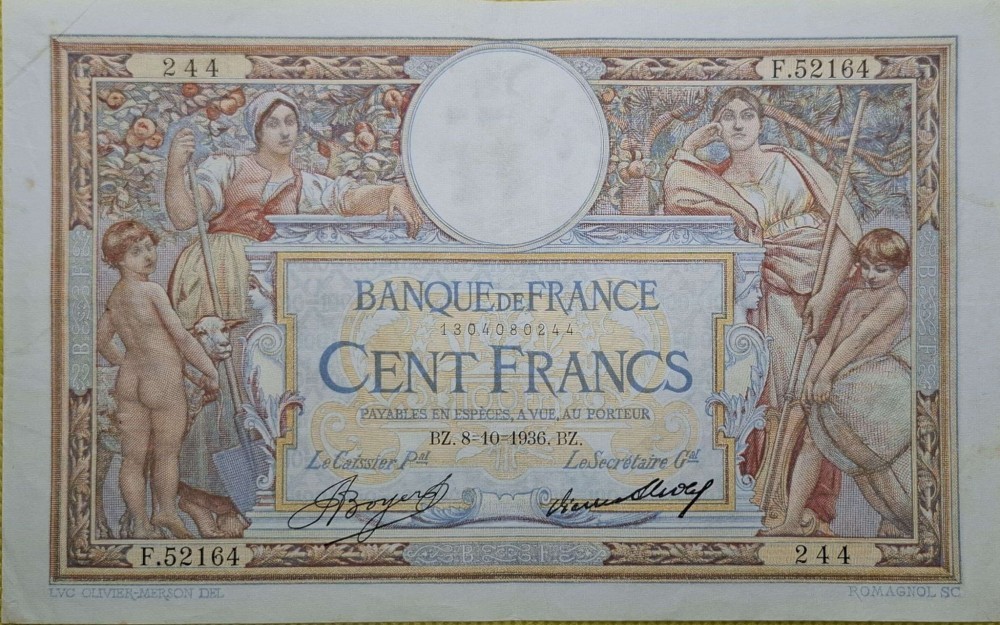 244
F.52164
BANQUE DE FRANCE
1304080244
CENT FRANCS
PAYABLES EN ESPÈCES, A VUE, AU PORTEUR
BZ. 8-10-1936. BZ.
Le Caissier Pal
Le Secrétaire Gal
F.52164
244
LVC OLIVIER-MERSON DEL
ROMAGNOL SC.